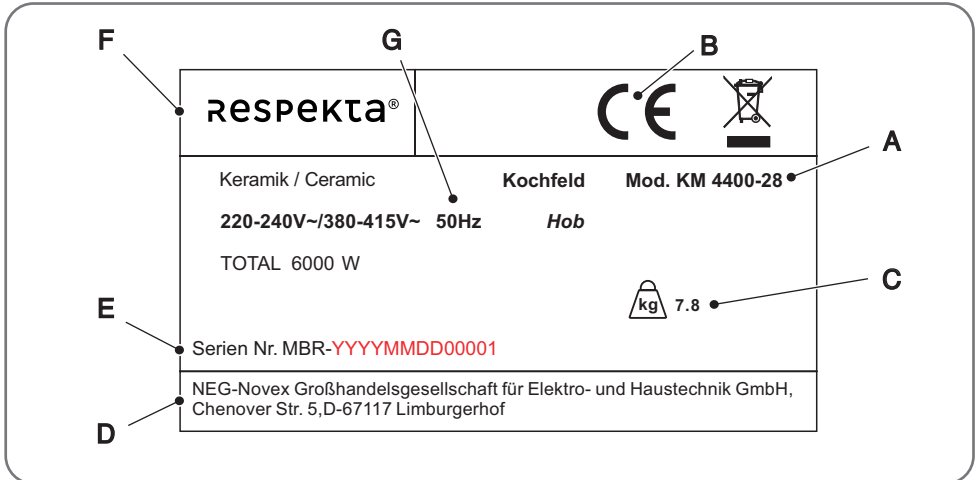 F
G
B
Respekta®
CE
A
Keramik / Ceramic Kochfeld Mod. KM 4400-28
220-240V~/380-415V~ 50Hz Hob
TOTAL 6000 W
C
kg 7.8
E
Serien Nr. MBR-YYYYMMDD00001
NEG-Novex Großhandelsgesellschaft für Elektro- und Haustechnik GmbH,
Chenover Str. 5,D-67117 Limburgerhof
D